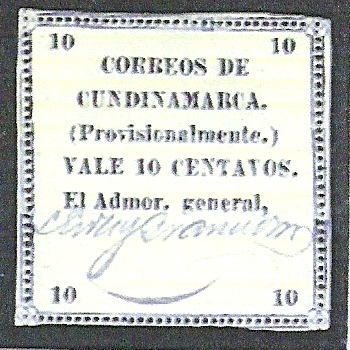 10 10
CORREOS DE
CUNDINAMARCA.
(Provisionalmente.)
VALE 10 CENTAVOS.
El Admor. general,
10 10